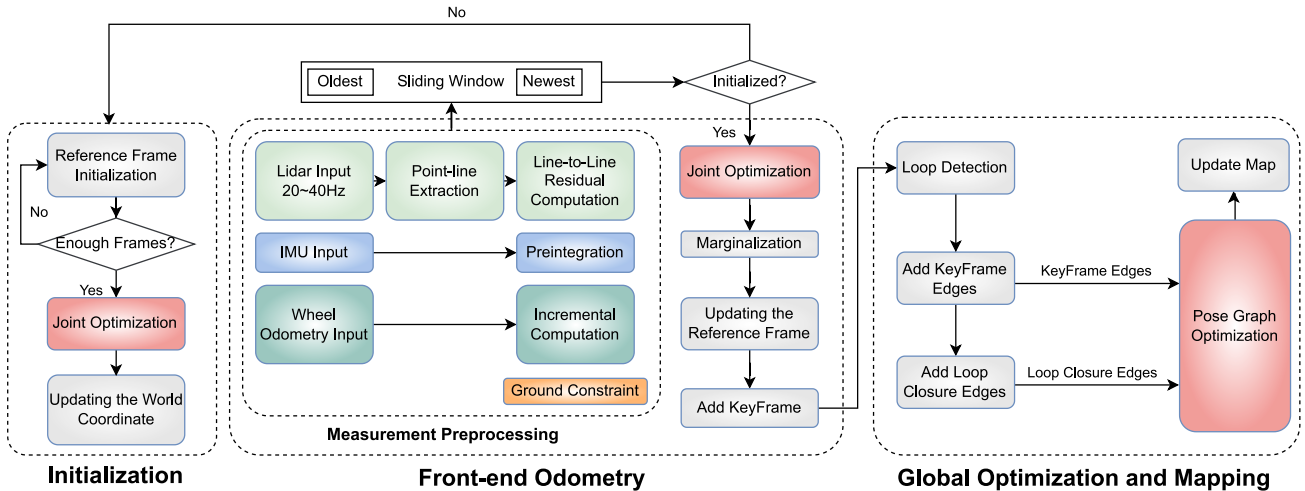 No
Oldest
Sliding Window
Newest
Initialized?
Reference Frame
Initialization
No
Enough Frames?
Yes
Joint Optimization
Updating the World
Coordinate
Initialization
Lidar Input
20~40Hz
Point-line
Extraction
Line-to-Line
Residual
Computation
IMU Input
Preintegration
Wheel
Odometry Input
Incremental
Computation
Ground Constraint
Measurement Preprocessing
Yes
Joint Optimization
Marginalization
Updating the
Reference Frame
Add KeyFrame
Front-end Odometry
Loop Detection
Add KeyFrame
Edges
KeyFrame Edges
Add Loop
Closure Edges
Loop Closure Edges
Update Map
Pose Graph
Optimization
Global Optimization and Mapping